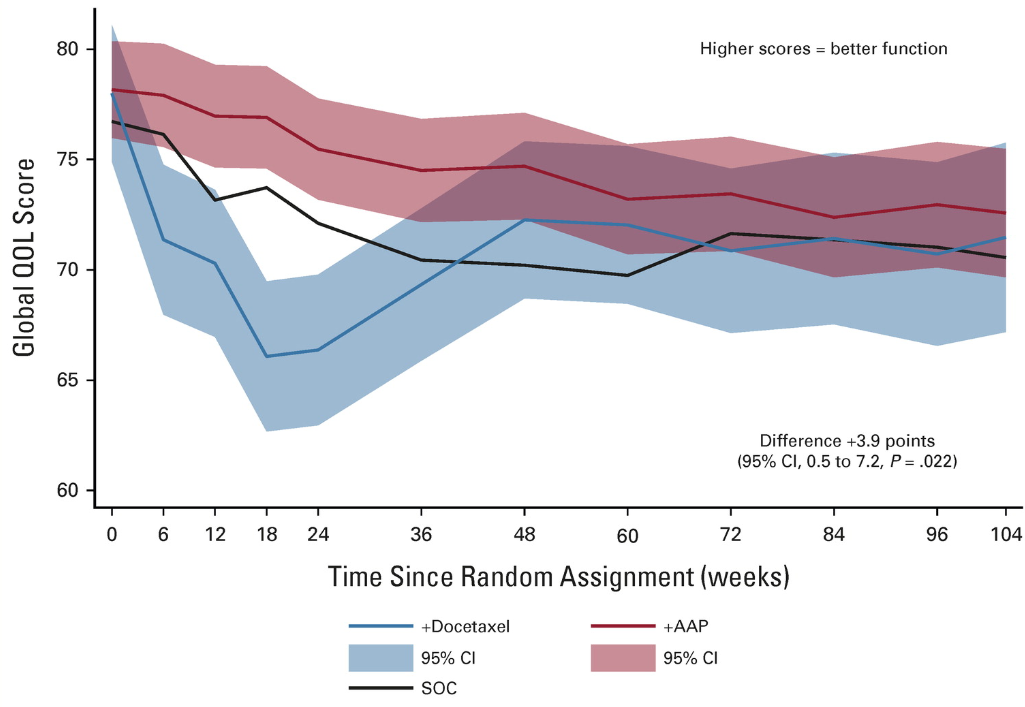 80
75
70
65
60
Global QOL Score
Higher scores = better function
Difference +3.9 points
(95% CI, 0.5 to 7.2, P = .022)
0 6 12 18 24 36 48 60 72 84 96 104
Time Since Random Assignment (weeks)
+Docetaxel
+AAP
95% CI
95% CI
SOC